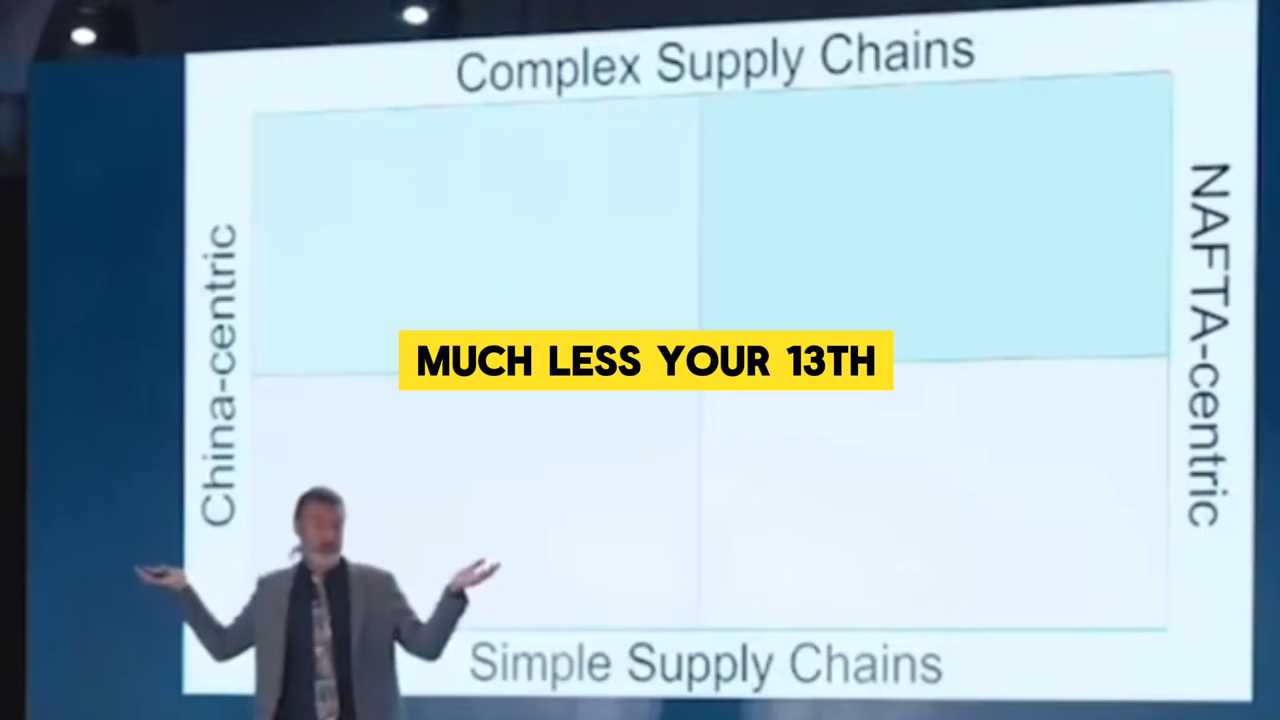 Complex Supply Chains
China-centric
NAFTA-centric
MUCH LESS YOUR 13TH
Simple Supply Chains